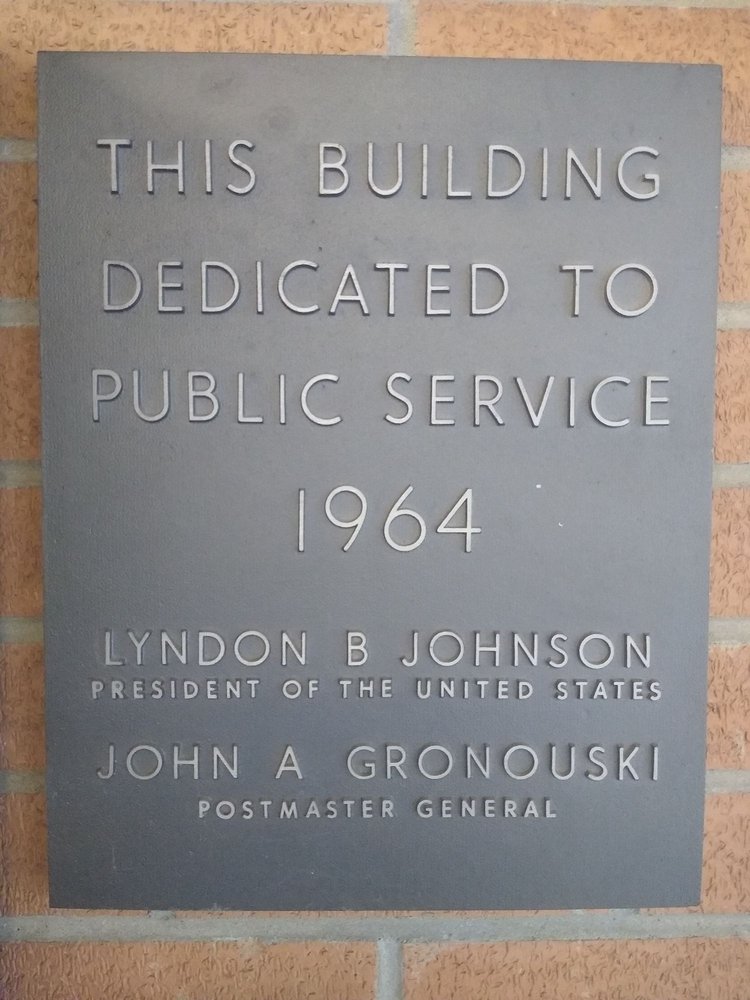 THIS BUILDING
DEDICATED TO
PUBLIC SERVICE
1964
LYNDON B JOHNSON
PRESIDENT OF THE UNITED STATES
JOHN A GRONOUSKI
POSTMASTER GENERAL